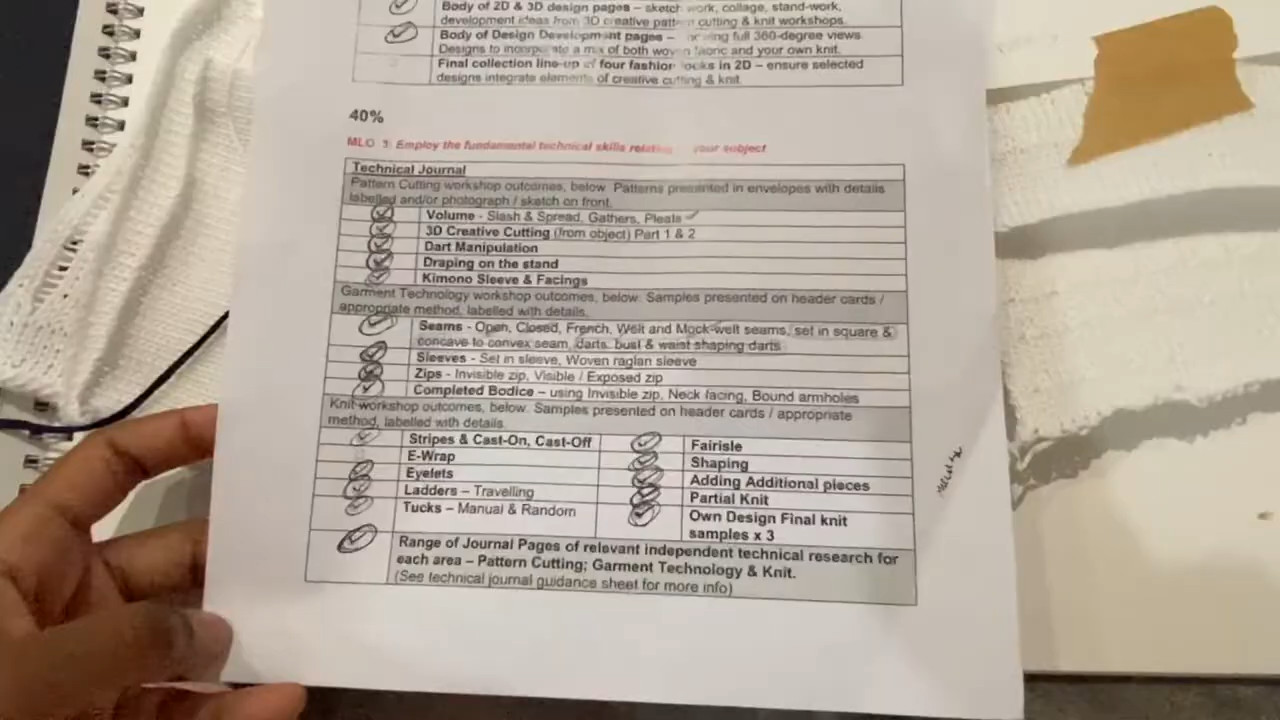 Body of 2D & 3D design pages – sketch work, collage, stand-work,
development ideas from 3D creative pattern cutting & knit workshops.
Body of Design Development pages – full 360-degree views.
Designs to incorporate a mix of both woven fabric and your own knit.
Final collection line-up of four fashion looks in 2D – ensure selected
designs integrate elements of creative cutting & knit
40%
MLO 3: Employ the fundamental technical skills relating your subject
Technical Journal
Pattern Cutting workshop outcomes, below. Patterns presented in envelopes with details
labelled and/or photograph / sketch on front.
Volume - Slash & Spread, Gathers, Pleats
3D Creative Cutting (from object) Part 1 & 2
Dart Manipulation
Draping on the stand
Kimono Sleeve & Facings
Garment Technology workshop outcomes, below. Samples presented on header cards /
appropriate method, labelled with details.
Seams - Open, Closed, French, Welt and Mock-welt seams, set in square &
concave to convex seam, darts, bust & waist shaping darts
Sleeves - Set in sleeve, Woven raglan sleeve
Zips - Invisible zip, Visible / Exposed zip
Completed Bodice – using Invisible zip, Neck facing, Bound armholes
Knit workshop outcomes, below. Samples presented on header cards / appropriate
method, labelled with details.
Stripes & Cast-On, Cast-Off
E-Wrap
Eyelets
Ladders – Travelling
Tucks – Manual & Random
Fairisle
Shaping
Adding Additional pieces
Partial Knit
Own Design Final knit
samples x 3
Range of Journal Pages of relevant independent technical research for
each area – Pattern Cutting; Garment Technology & Knit.
(See technical journal guidance sheet for more info)